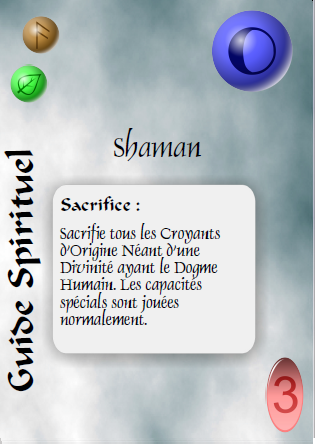 Shaman
Guide Spirituel
Sacrifice :
Sacrifie tous les Croyants
d'Origine Néant d'une
Divinité ayant le Dogme
Humain. Les capacités
spécials sont jouées
normalement.
3